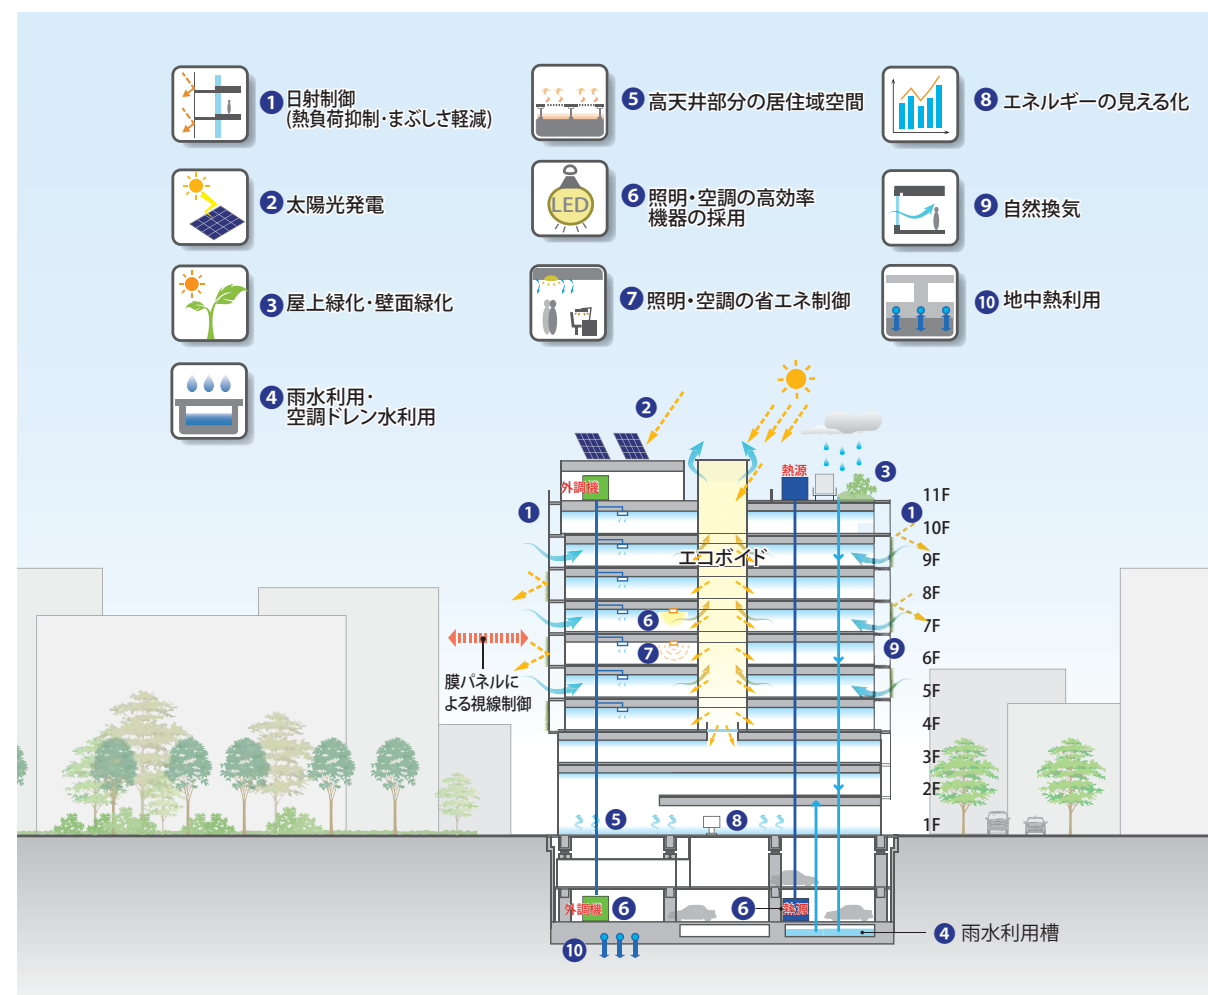 1 日射制御
(熱負荷抑制・まぶしさ軽減)
2 太陽光発電
3 屋上緑化・壁面緑化
4 雨水利用・
空調ドレン水利用
5 高天井部分の居住域空間
LED
6 照明・空調の高効率
機器の採用
7 照明・空調の省エネ制御
8 エネルギーの見える化
9 自然換気
10 地中熱利用
2
熱源
3
外調機
11F
1
1
10F
エコボイド
9F
8F
6
7F
7
9
6F
膜パネルに
よる視線制御
5F
4F
3F
2F
5
8
1F
外調機
6
6
熱源
4 雨水利用槽
10